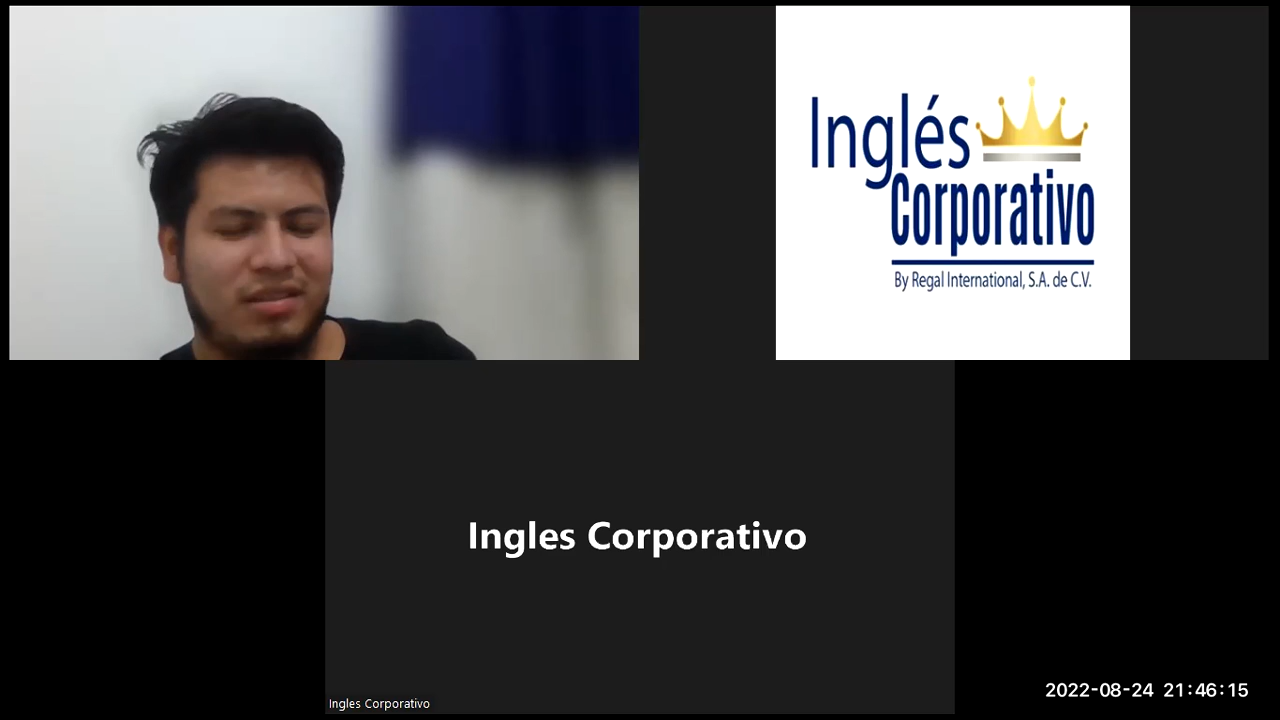 Inglés
Corporativo
By Regal International, S.A. de C.V.
Ingles Corporativo
Ingles Corporativo
2022-08-24 21:46:15